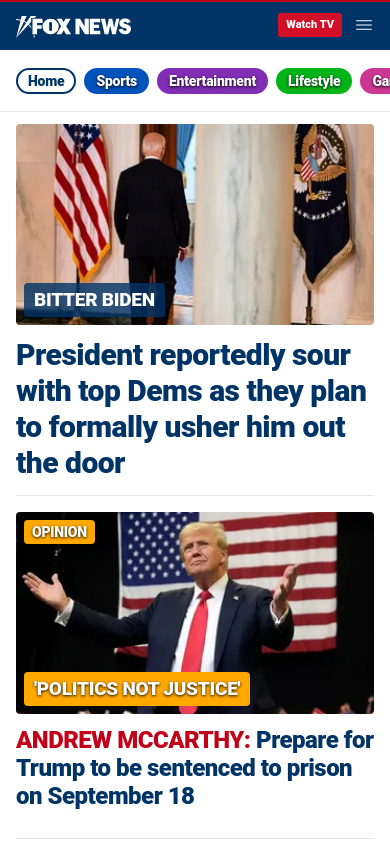 FOX NEWS
Watch TV
Home
Sports
Entertainment
Lifestyle
Ga
BITTER BIDEN
President reportedly sour
with top Dems as they plan
to formally usher him out
the door
OPINION
'POLITICS NOT JUSTICE'
ANDREW MCCARTHY: Prepare for
Trump to be sentenced to prison
on September 18